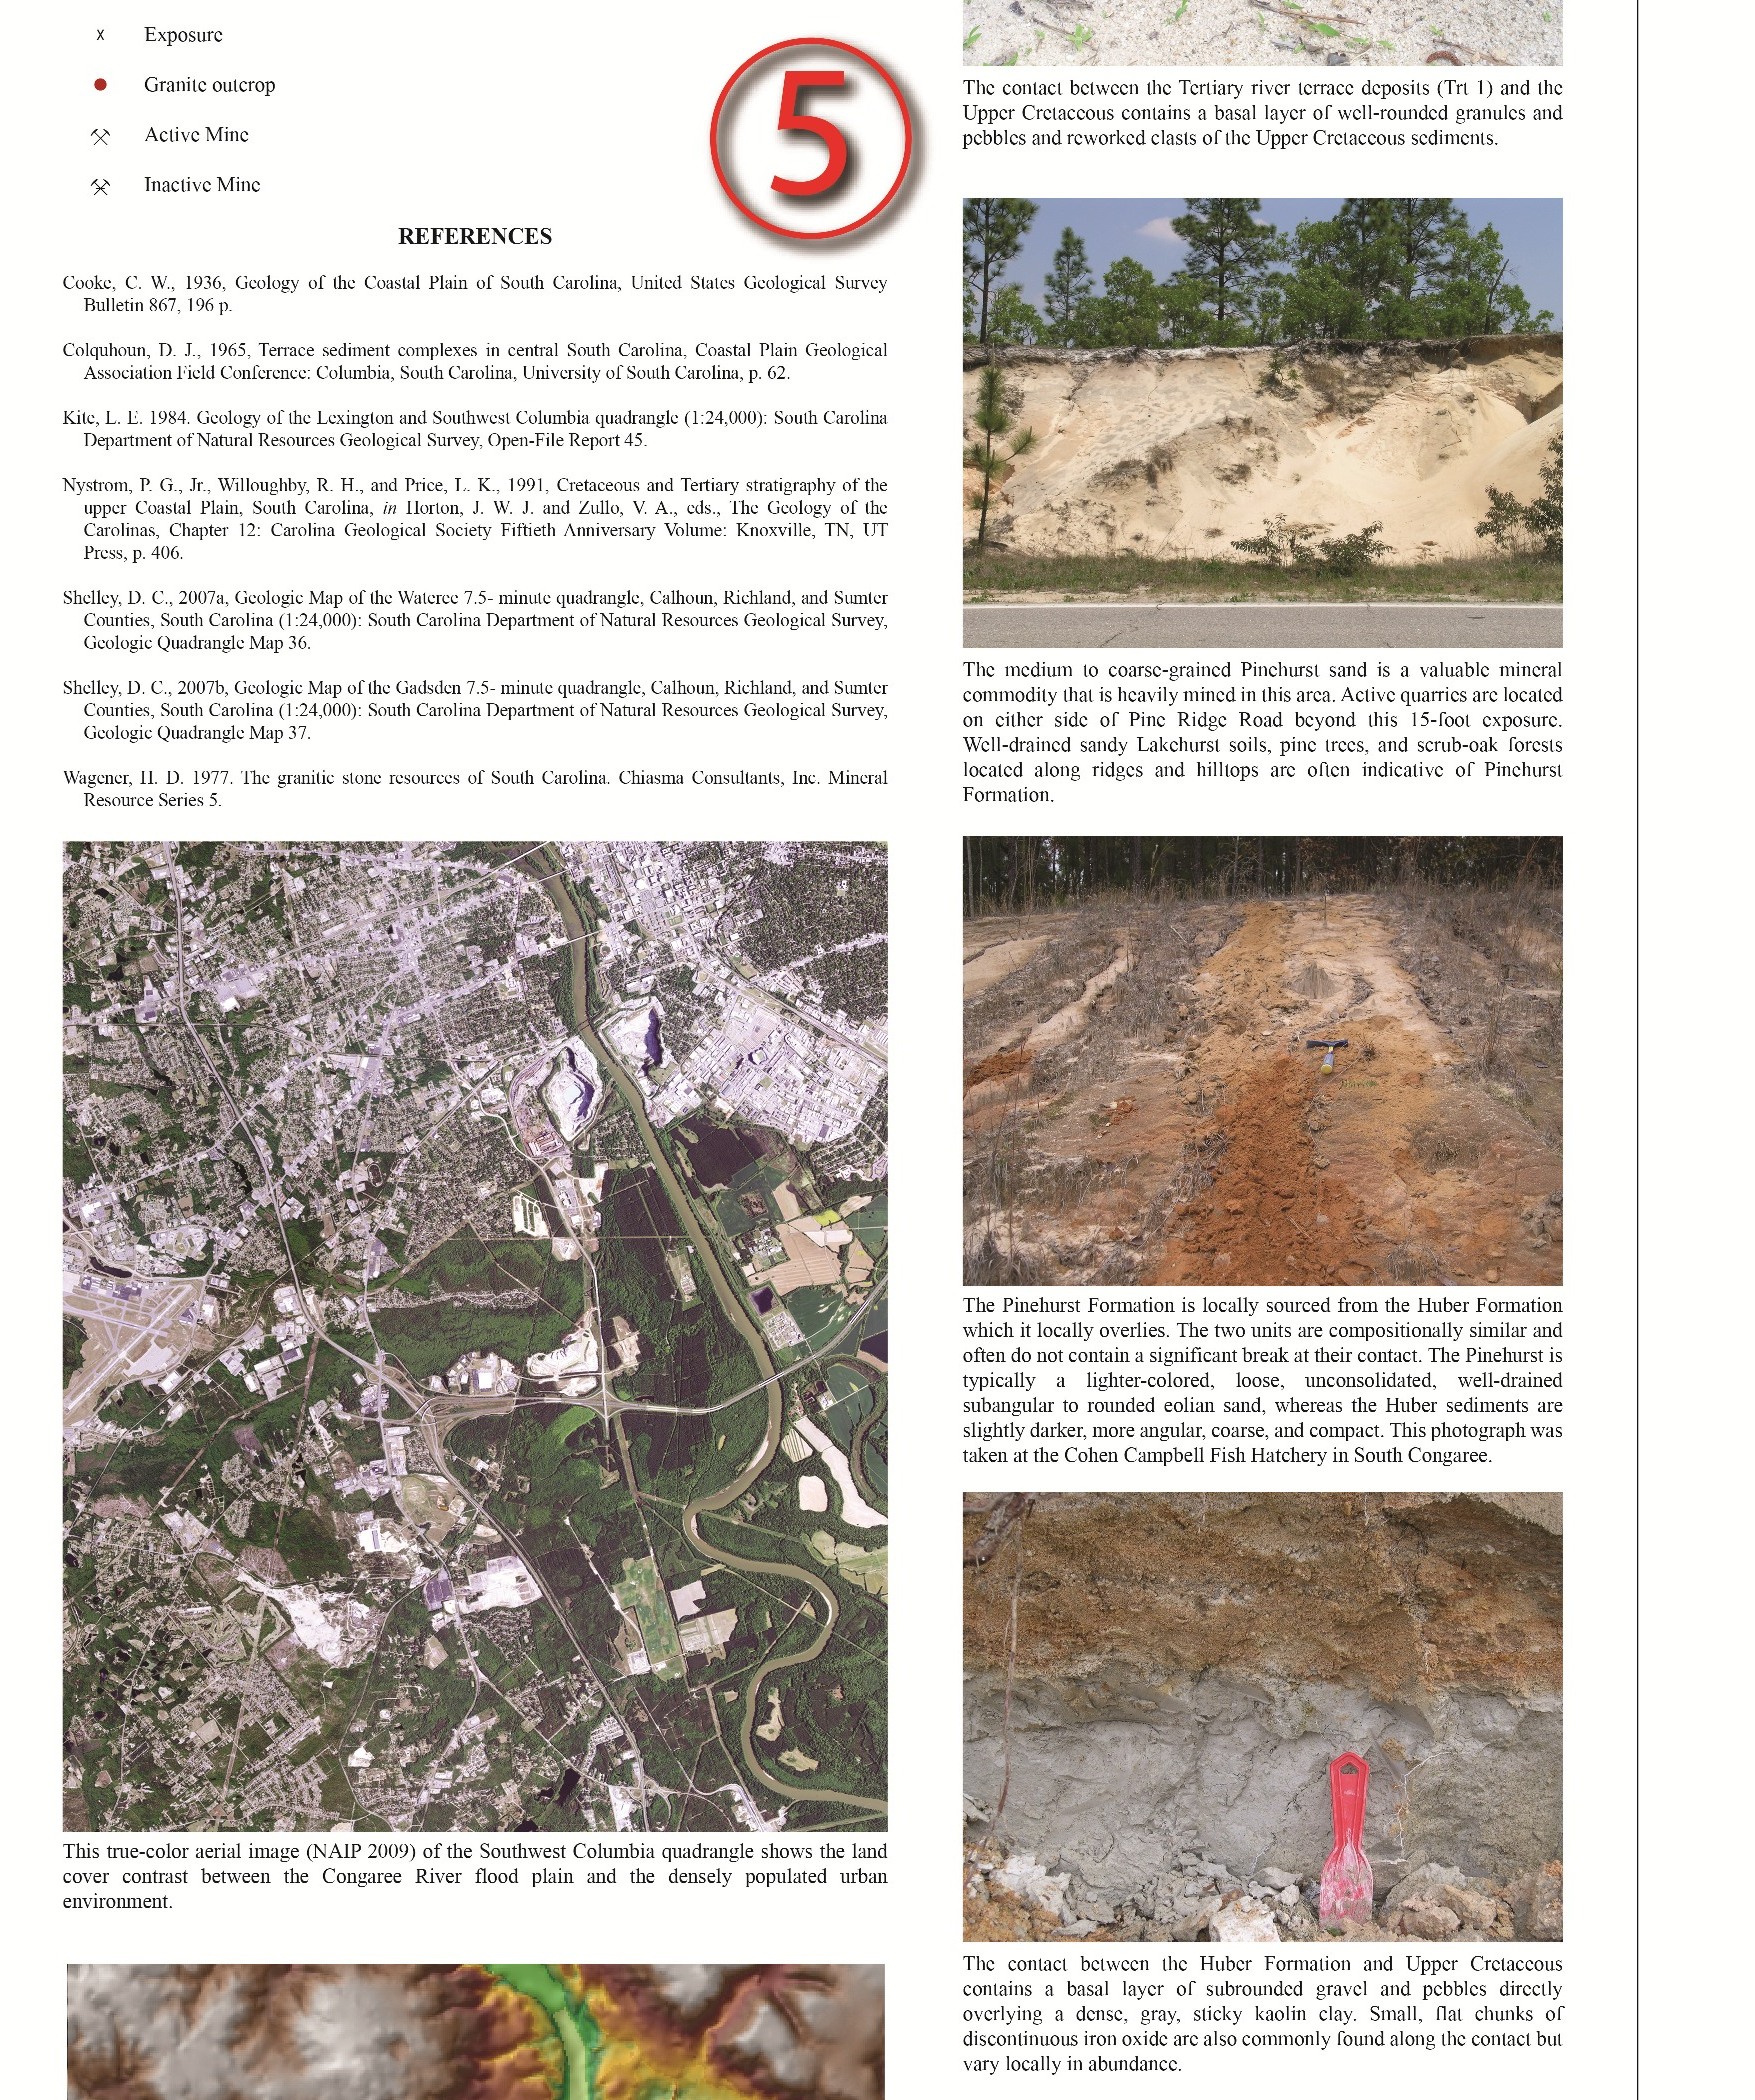 x Exposure
Granite outcrop
Active Mine
Inactive Mine
5
REFERENCES
Cooke, C. W., 1936, Geology of the Coastal Plain of South Carolina, United States Geological Survey
Bulletin 867, 196 p.
Colquhoun, D. J., 1965, Terrace sediment complexes in central South Carolina, Coastal Plain Geological
Association Field Conference: Columbia, South Carolina, University of South Carolina, p. 62.
Kite, L. E. 1984. Geology of the Lexington and Southwest Columbia quadrangle (1:24,000): South Carolina
Department of Natural Resources Geological Survey, Open-File Report 45.
Nystrom, P. G., Jr., Willoughby, R. H., and Price, L. K., 1991, Cretaceous and Tertiary stratigraphy of the
upper Coastal Plain, South Carolina, in Horton, J. W. J. and Zullo, V. A., eds., The Geology of the
Carolinas, Chapter 12: Carolina Geological Society Fiftieth Anniversary Volume: Knoxville, TN, UT
Press, p. 406.
Shelley, D. C., 2007a, Geologic Map of the Wateree 7.5- minute quadrangle, Calhoun, Richland, and Sumter
Counties, South Carolina (1:24,000): South Carolina Department of Natural Resources Geological Survey,
Geologic Quadrangle Map 36.
Shelley, D. C., 2007b, Geologic Map of the Gadsden 7.5- minute quadrangle, Calhoun, Richland, and Sumter
Counties, South Carolina (1:24,000): South Carolina Department of Natural Resources Geological Survey,
Geologic Quadrangle Map 37.
Wagener, H. D. 1977. The granitic stone resources of South Carolina. Chiasma Consultants, Inc. Mineral
Resource Series 5.
This true-color aerial image (NAIP 2009) of the Southwest Columbia quadrangle shows the land
cover contrast between the Congaree River flood plain and the densely populated urban
environment.
The contact between the Tertiary river terrace deposits (Trt 1) and the
Upper Cretaceous contains a basal layer of well-rounded granules and
pebbles and reworked clasts of the Upper Cretaceous sediments.
The medium to coarse-grained Pinehurst sand is a valuable mineral
commodity that is heavily mined in this area. Active quarries are located
on either side of Pine Ridge Road beyond this 15-foot exposure.
Well-drained sandy Lakehurst soils, pine trees, and scrub-oak forests
located along ridges and hilltops are often indicative of Pinehurst
Formation.
The Pinehurst Formation is locally sourced from the Huber Formation
which it locally overlies. The two units are compositionally similar and
often do not contain a significant break at their contact. The Pinehurst is
typically a lighter-colored, loose, unconsolidated, well-drained
subangular to rounded eolian sand, whereas the Huber sediments are
slightly darker, more angular, coarse, and compact. This photograph was
taken at the Cohen Campbell Fish Hatchery in South Congaree.
The contact between the Huber Formation and Upper Cretaceous
contains a basal layer of subrounded gravel and pebbles directly
overlying a dense, gray, sticky kaolin clay. Small, flat chunks of
discontinuous iron oxide are also commonly found along the contact but
vary locally in abundance.